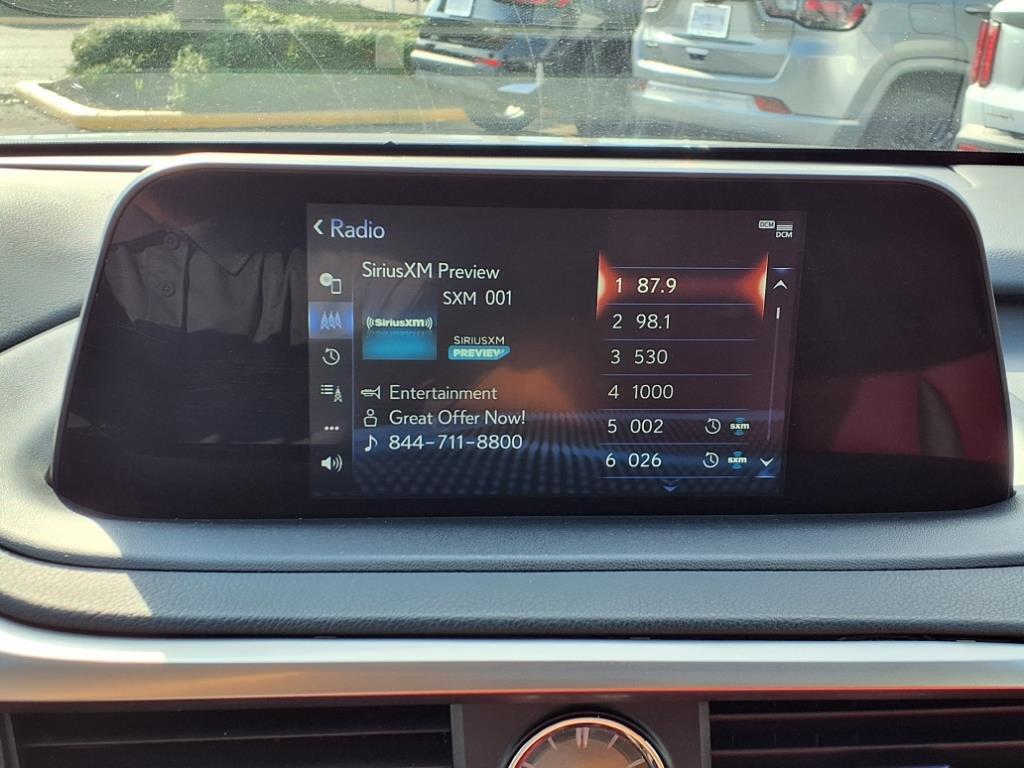 Radio
DCM
DCM
SiriusXM Preview
SXM 001
((SiriusXM))
SIRIUSXM
PREVIEW
Entertainment
Great Offer Now!
844-711-8800
1 87.9
2 98.1
3 530
4 1000
5 002 sxm
6 026 sxm